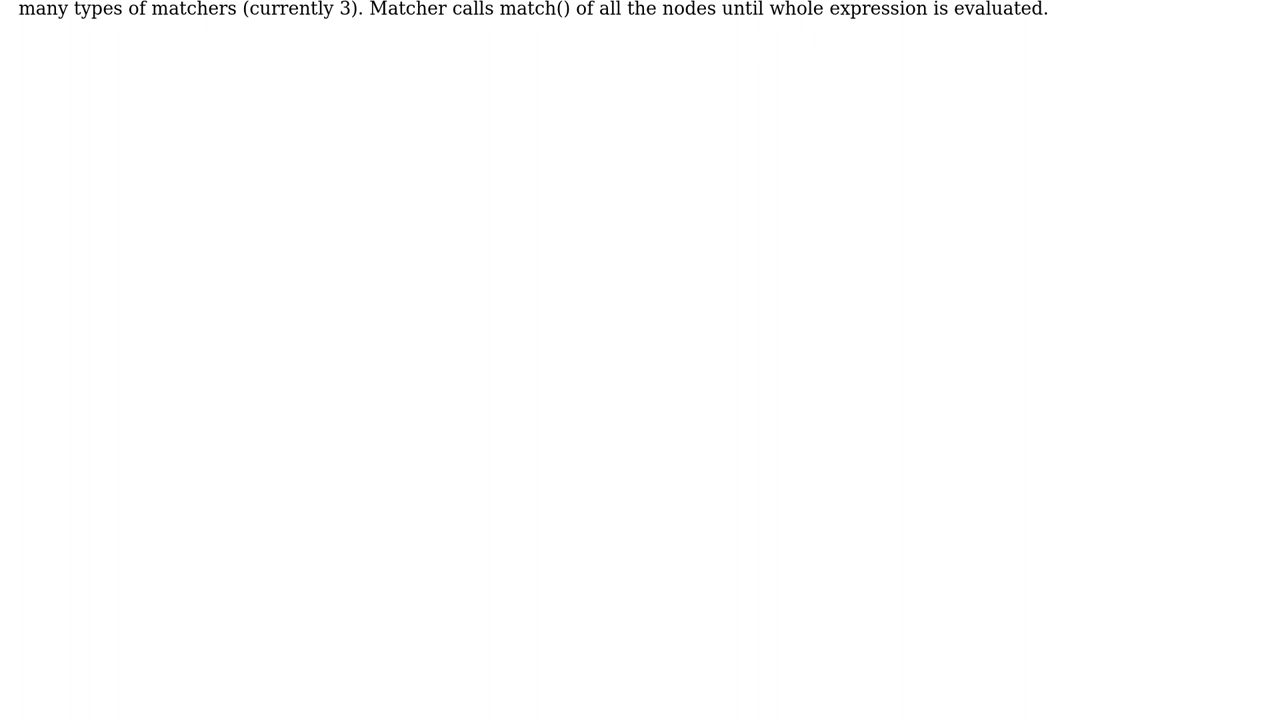 many types of matchers (currently 3). Matcher calls match() of all the nodes until whole expression is evaluated.